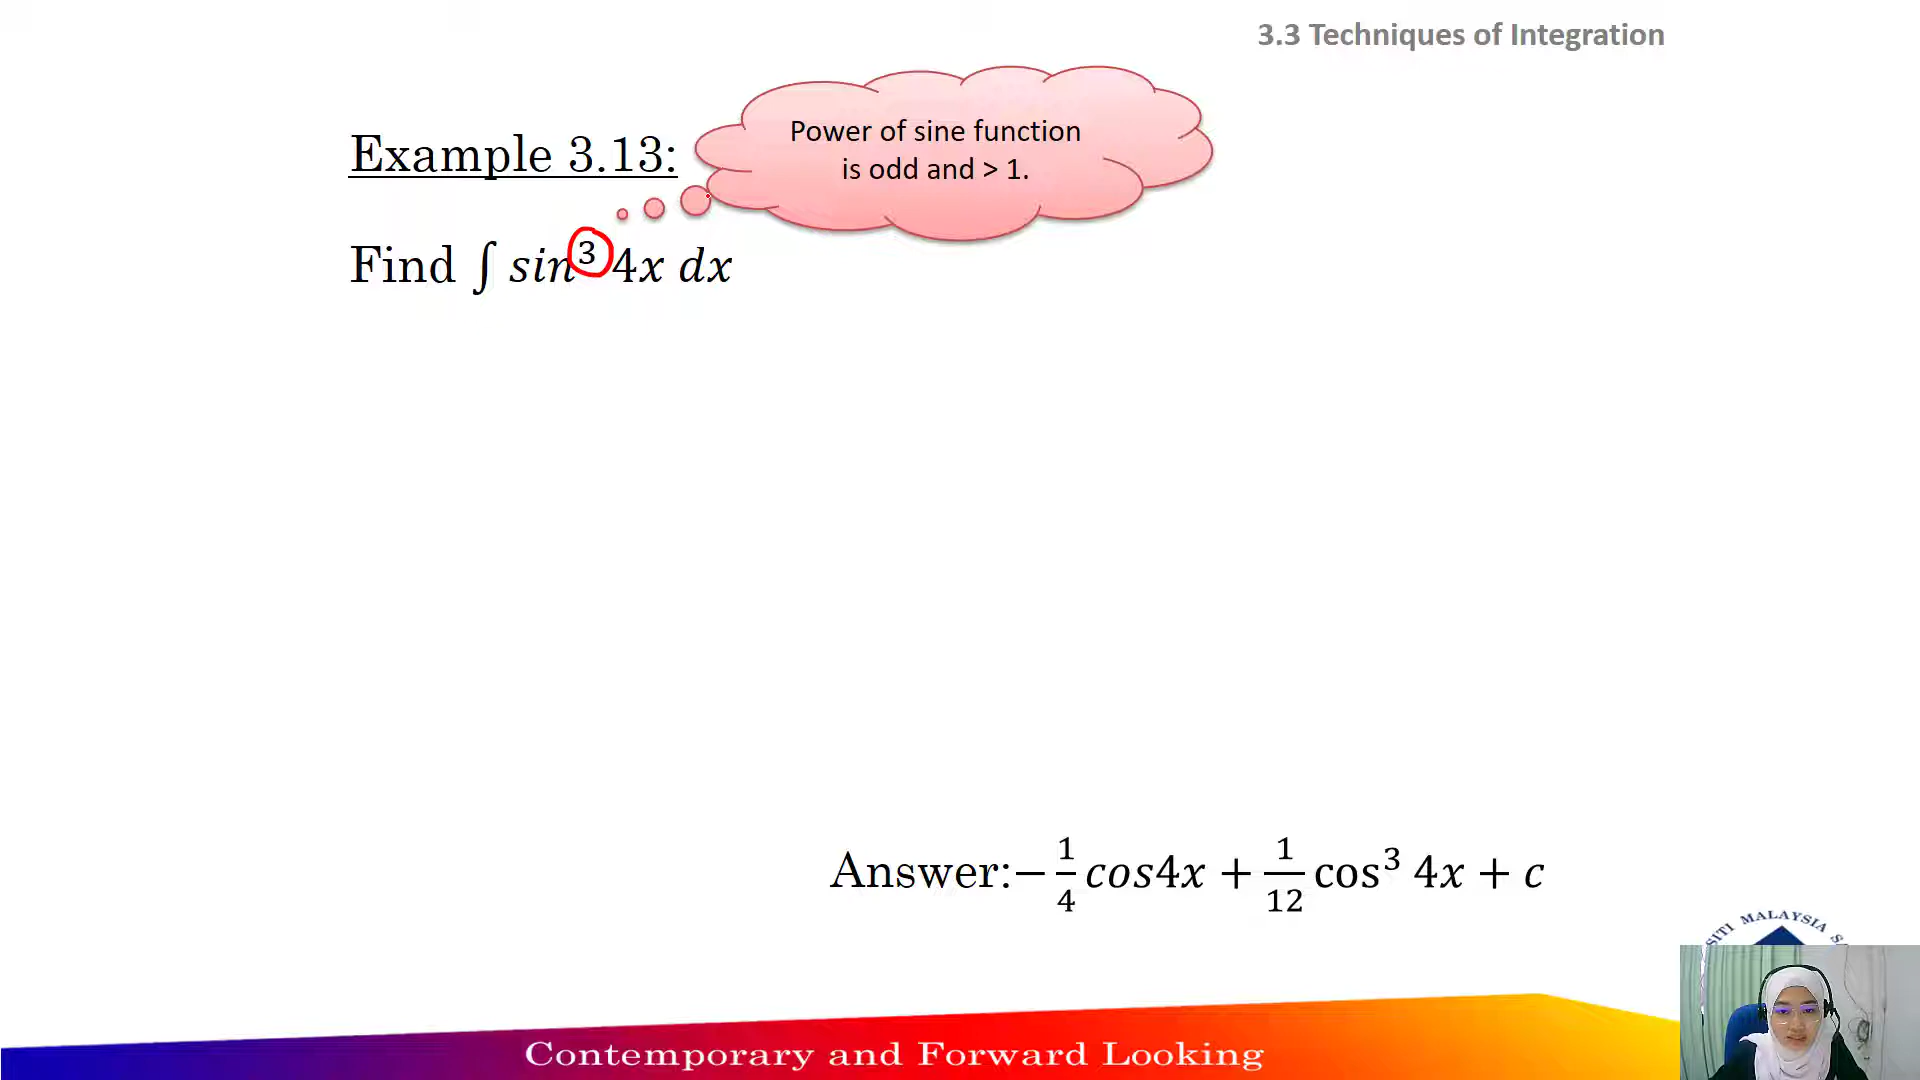 3.3 Techniques of Integration
Power of sine function
is odd and > 1.
Example 3.13:
Find ∫ sin³ 4x dx
Answer:−1/4 cos4x + 1/12 cos³ 4x + c
MALAYSIA
Contemporary and Forward Looking